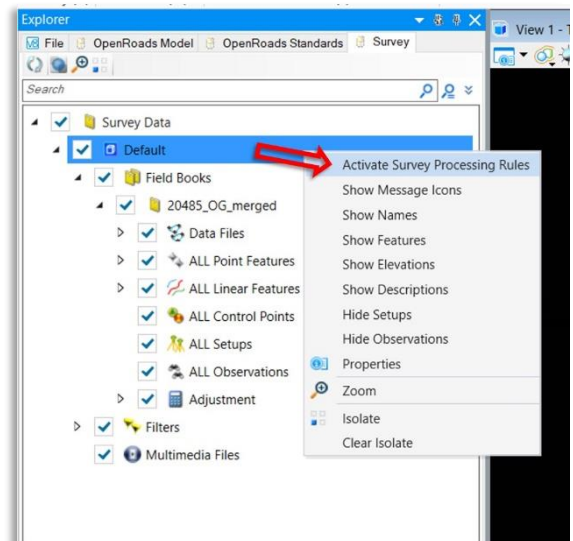 Explorer
File OpenRoads Model OpenRoads Standards Survey
Search
Survey Data
Default
Field Books
20485_OG_merged
Data Files
ALL Point Features
ALL Linear Features
ALL Control Points
ALL Setups
ALL Observations
Adjustment
Filters
Multimedia Files
Activate Survey Processing Rules
Show Message Icons
Show Names
Show Features
Show Elevations
Show Descriptions
Hide Setups
Hide Observations
Properties
Zoom
Isolate
Clear Isolate
View 1 - T